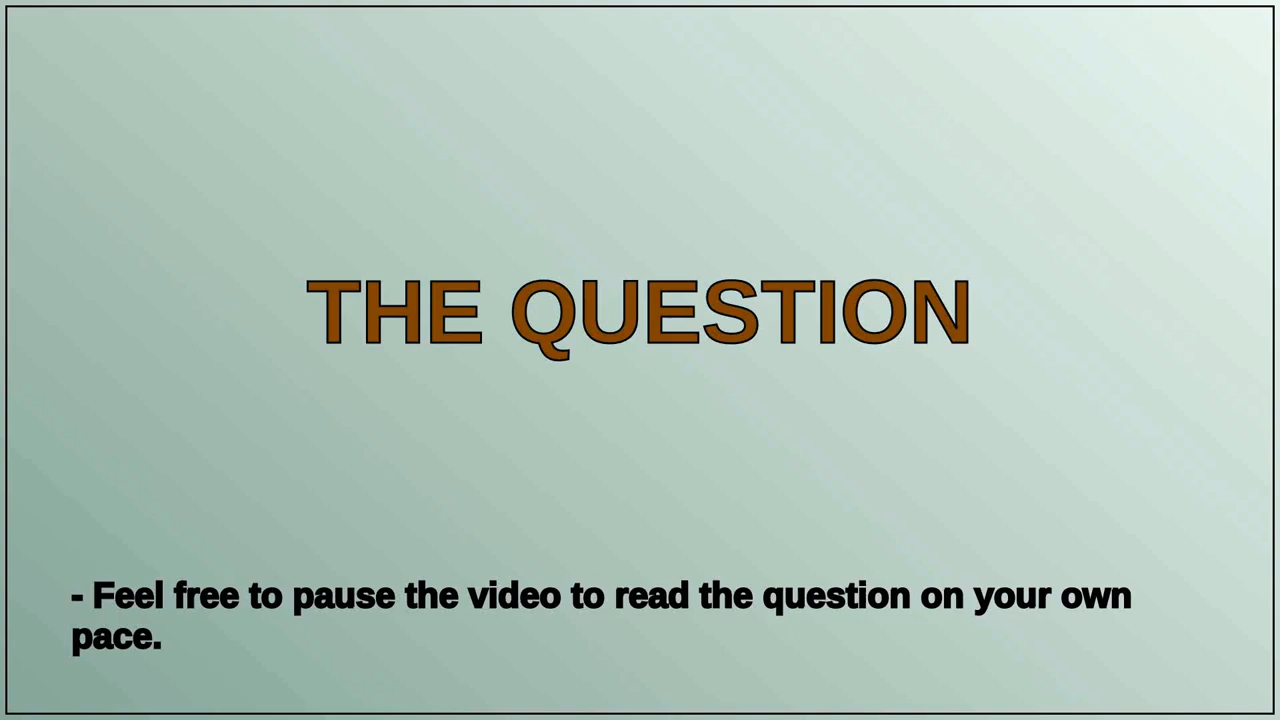 THE QUESTION
- Feel free to pause the video to read the question on your own
pace.